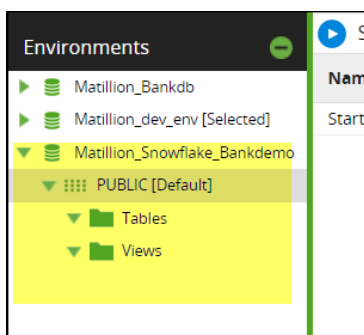 Environments
Matillion_Bankdb
Matillion_dev_env [Selected]
Matillion_Snowflake_Bankdemo
PUBLIC [Default]
Tables
Views
S
Nam
Start